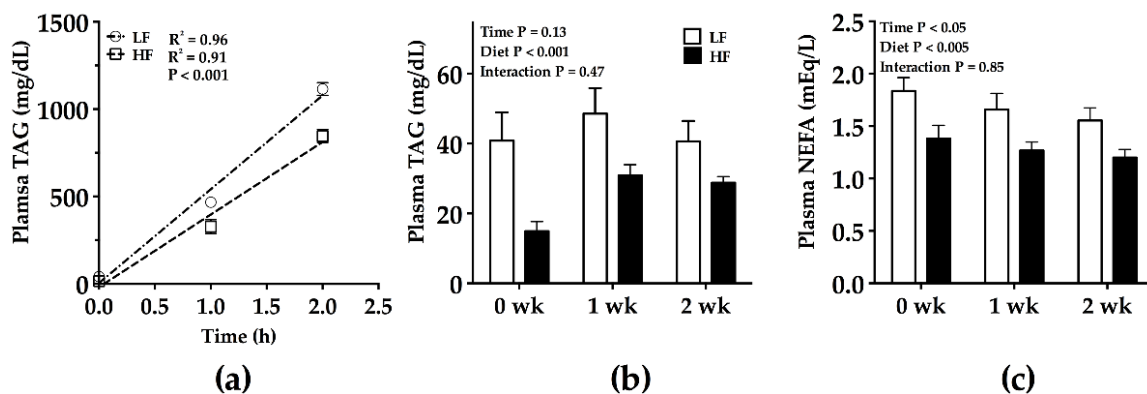 Plamsa TAG (mg/dL)
1500
1000
500
0
0.0 0.5 1.0 1.5 2.0 2.5
Time (h)
LF R² = 0.96
HF R² = 0.91
P < 0.001
(a)
Plasma TAG (mg/dL)
60
40
20
0
0 wk 1 wk 2 wk
Time P = 0.13
Diet P < 0.001
Interaction P = 0.47
LF
HF
(b)
Plasma NEFA (mEq/L)
2.5
2.0
1.5
1.0
0.5
0.0
0 wk 1 wk 2 wk
Time P < 0.05
Diet P < 0.005
Interaction P = 0.85
(c)